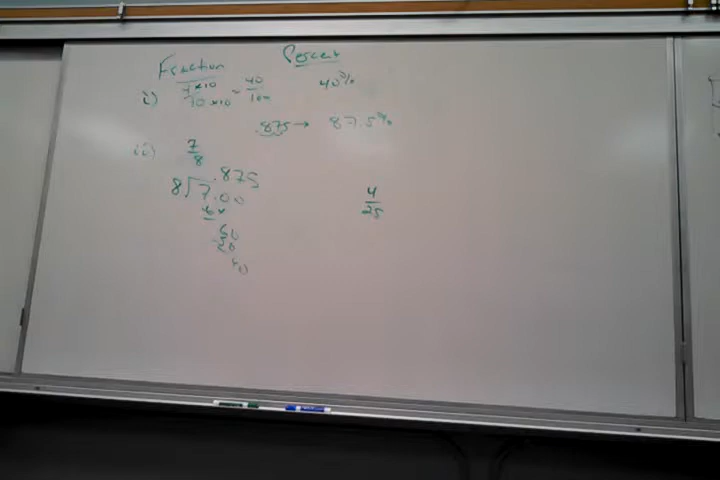 Fraction Percent
i) 4×10 / 10×10 = 40 / 100 40%
.875 → 87.5%
ii) 7/8
.875
8√7.00
64
60
56
40
4/25